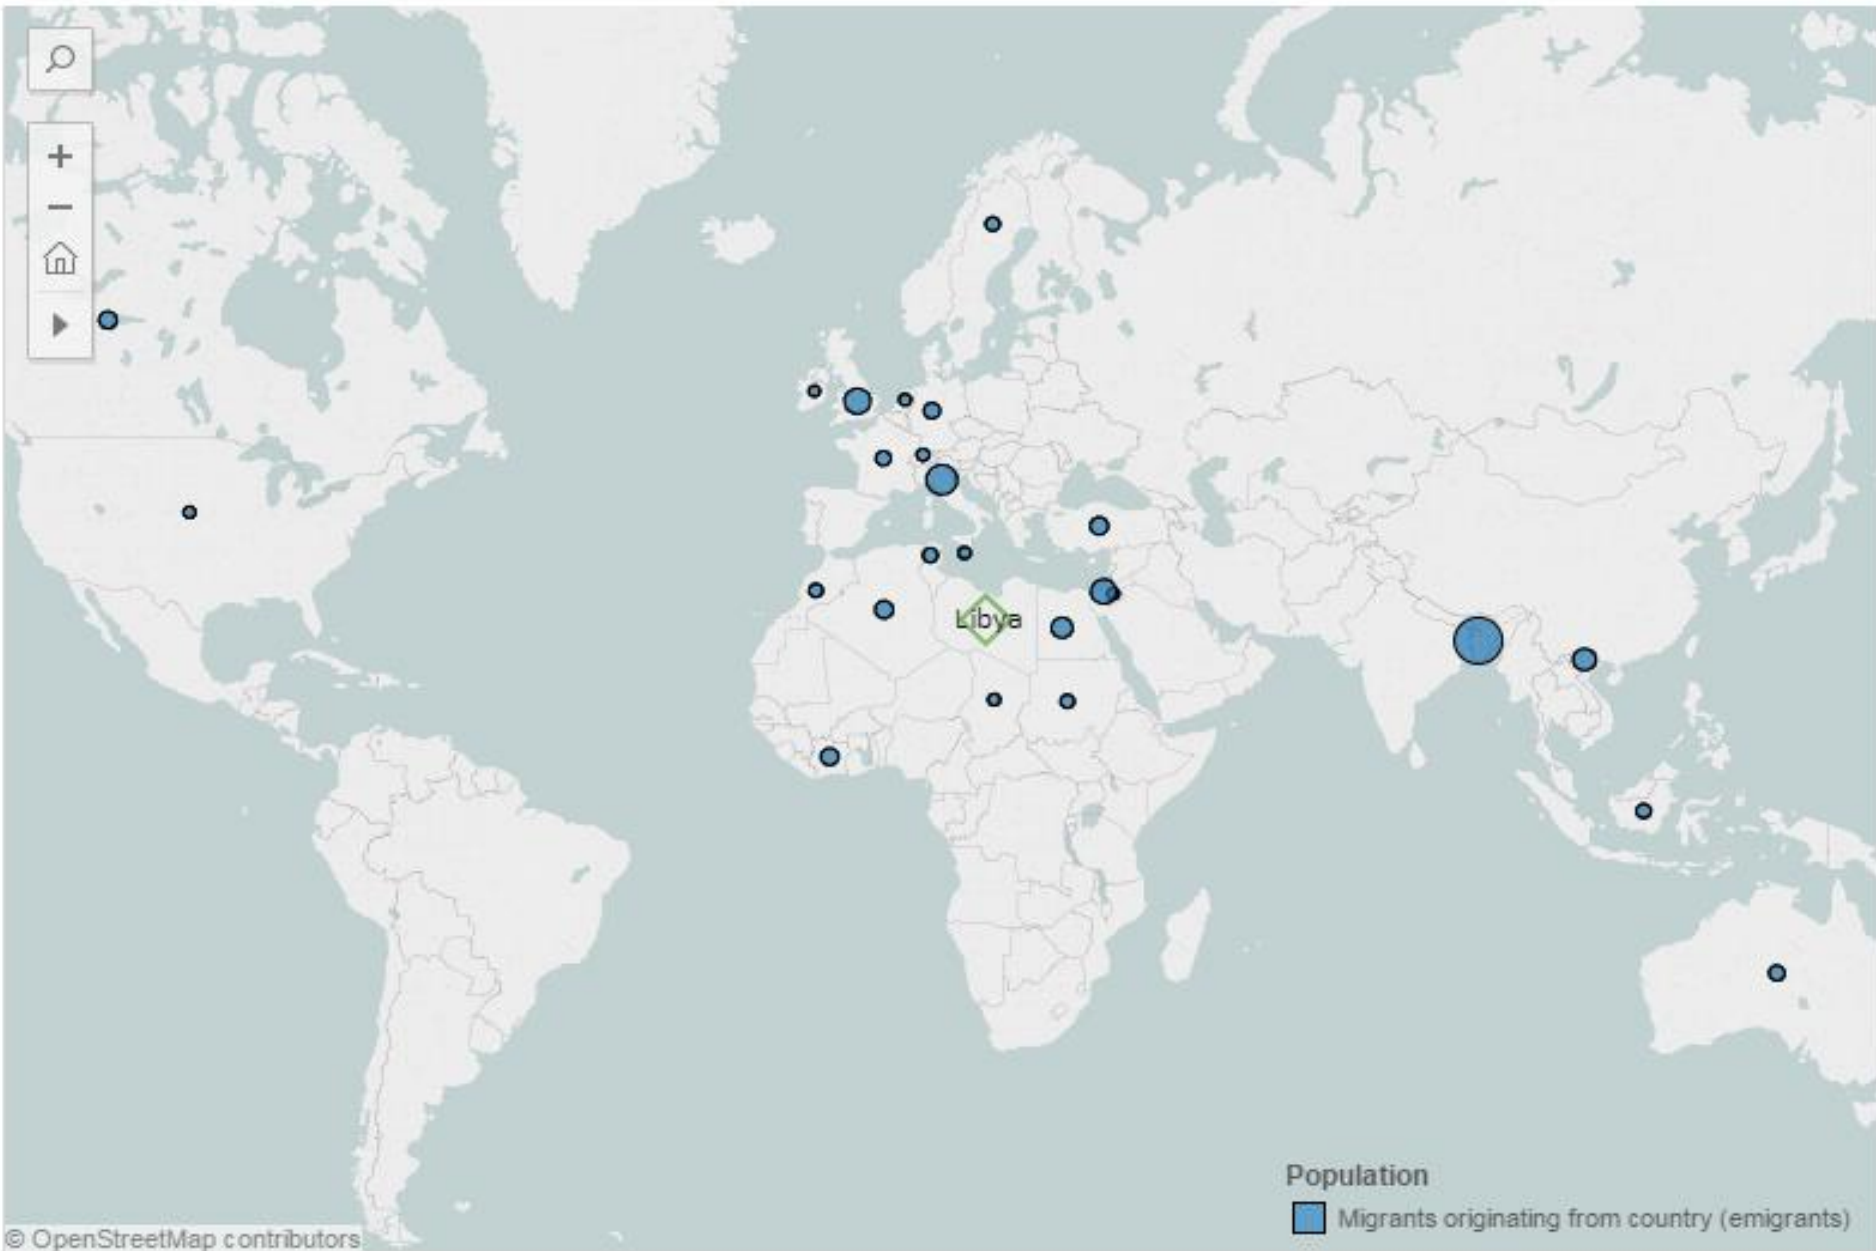 +
−
Libya
Population
Migrants originating from country (emigrants)
© OpenStreetMap contributors